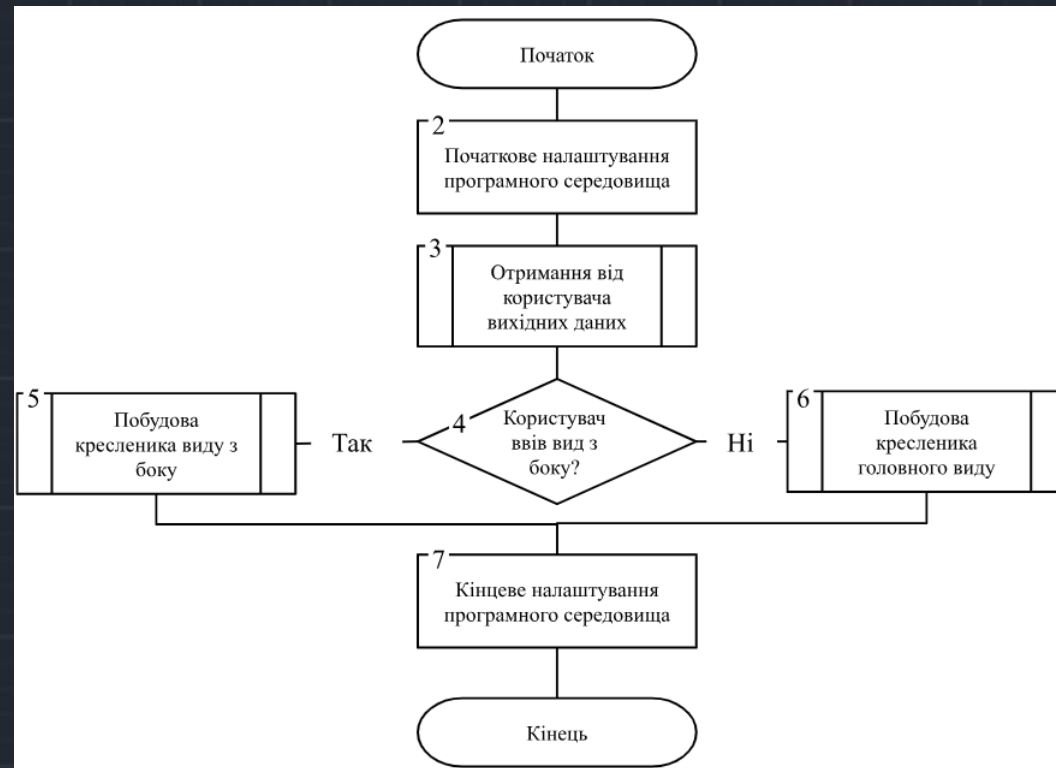 Початок
2
Початкове налаштування
програмного середовища
3
Отримання від
користувача
вихідних даних
5
Побудова
кресленика виду з
боку
Так
4
Користувач
ввів вид з
боку?
Ні
6
Побудова
кресленика
головного виду
7
Кінцеве налаштування
програмного середовища
Кінець